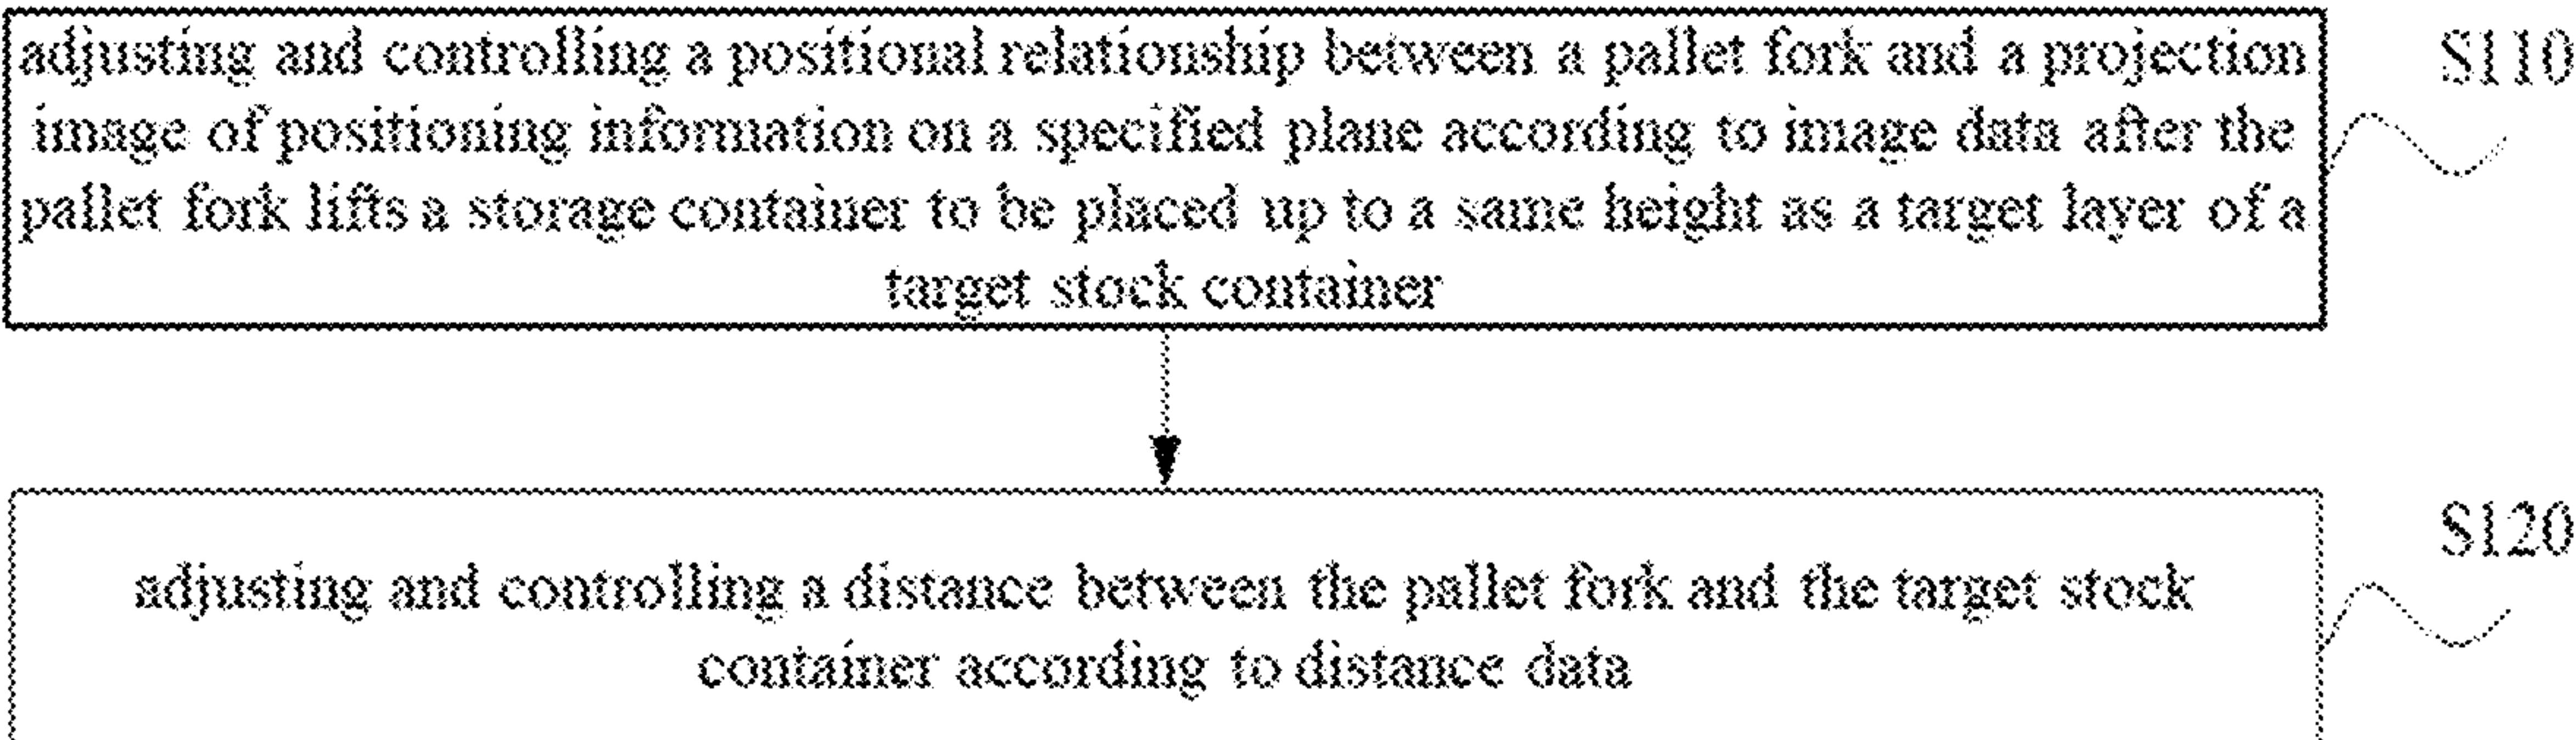 adjusting and controlling a positional relationship between a pallet fork and a projection
image of positioning information on a specified plane according to image data after the
pallet fork lifts a storage container to be placed up to a same height as a target layer of a
target stock container
S110
adjusting and controlling a distance between the pallet fork and the target stock
container according to distance data
S120